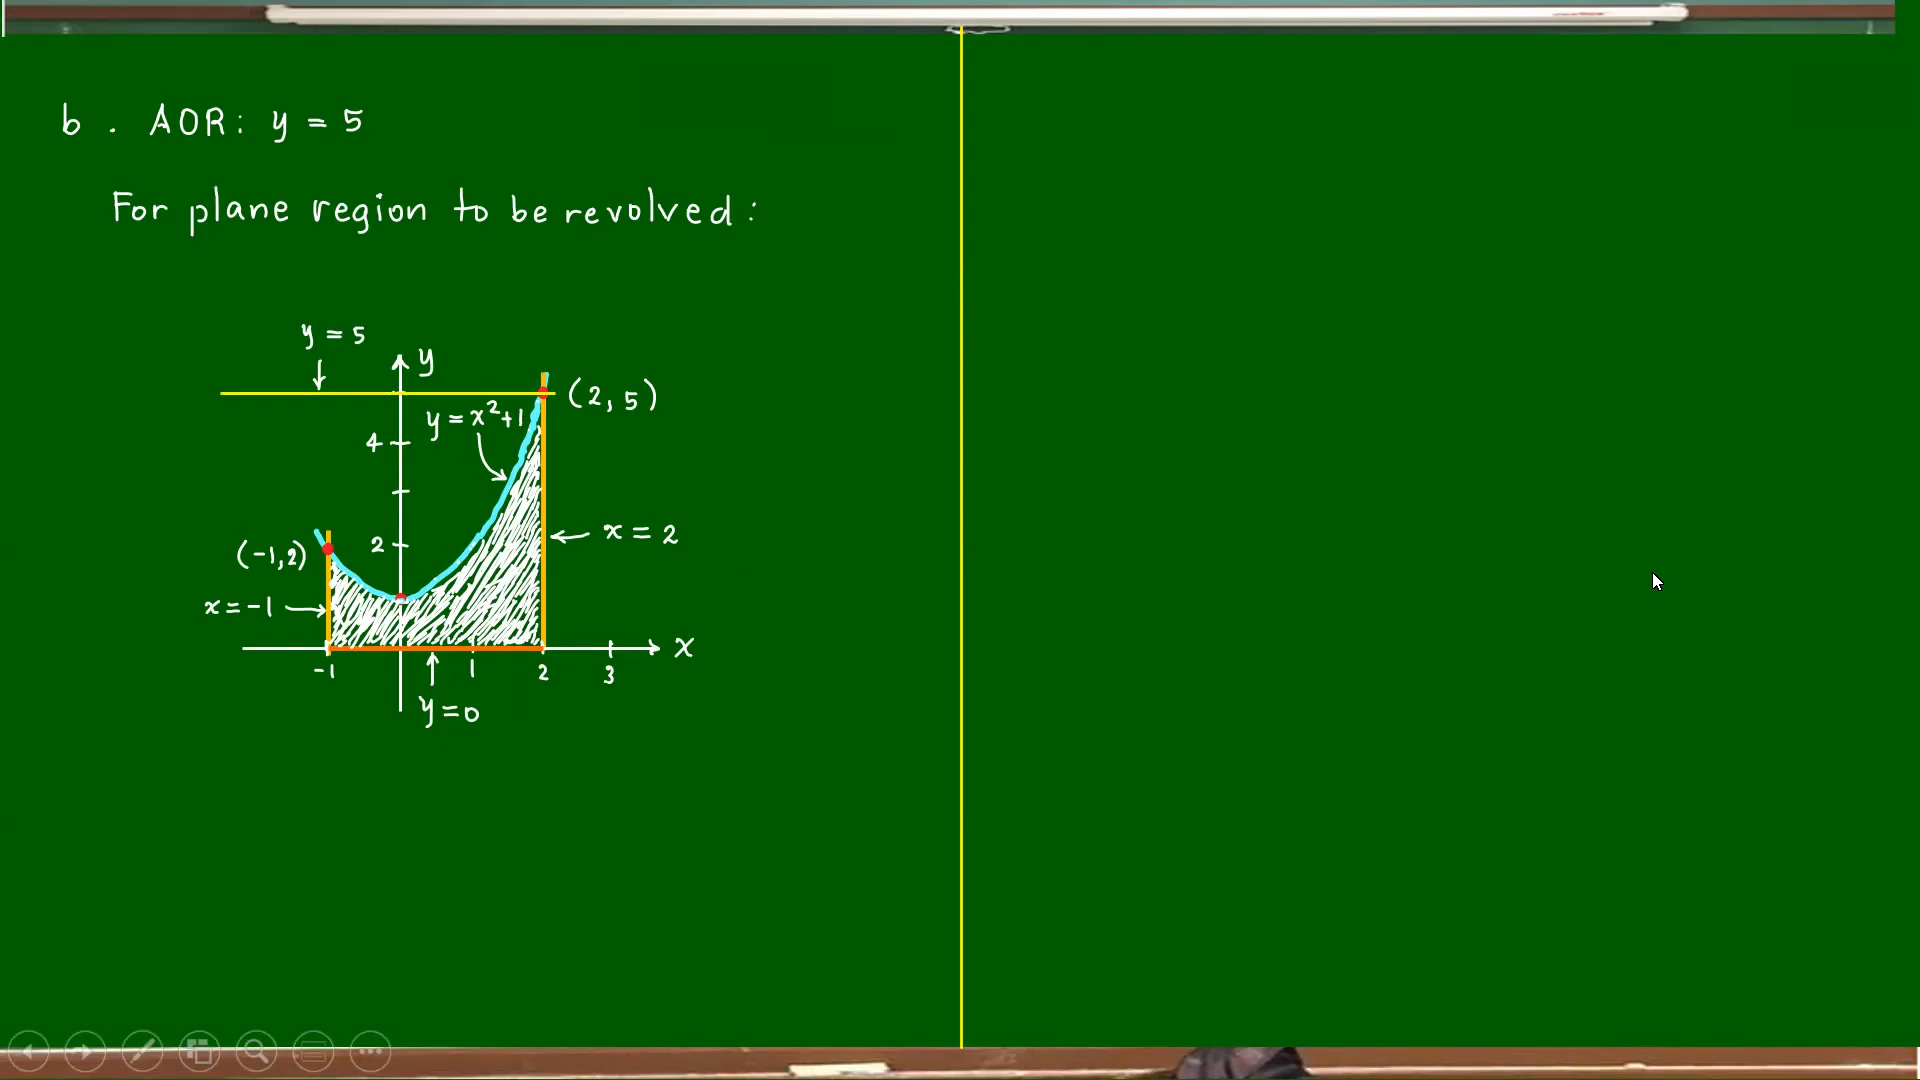 b . AOR: y = 5
For plane region to be revolved :
y = 5
y
(2, 5)
y = x²+1
4
(-1,2)
2
x = 2
x = -1
x
-1
1
2
3
y = 0